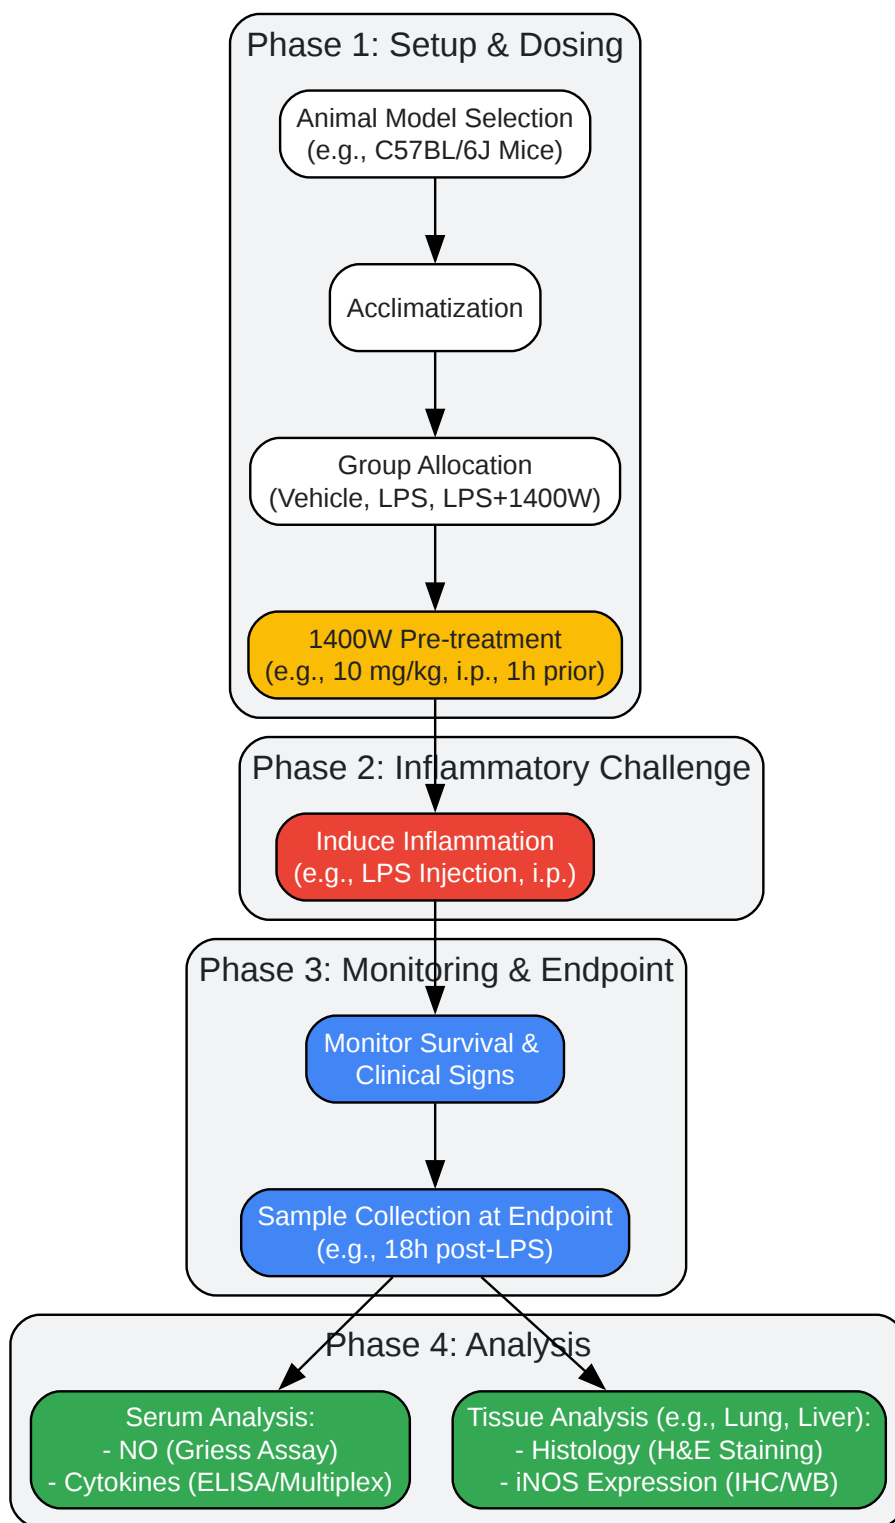 Phase 1: Setup & Dosing
Animal Model Selection
(e.g., C57BL/6J Mice)
Acclimatization
Group Allocation
(Vehicle, LPS, LPS+1400W)
1400W Pre-treatment
(e.g., 10 mg/kg, i.p., 1h prior)
Phase 2: Inflammatory Challenge
Induce Inflammation
(e.g., LPS Injection, i.p.)
Phase 3: Monitoring & Endpoint
Monitor Survival &
Clinical Signs
Sample Collection at Endpoint
(e.g., 18h post-LPS)
Phase 4: Analysis
Serum Analysis:
- NO (Griess Assay)
- Cytokines (ELISA/Multiplex)
Tissue Analysis (e.g., Lung, Liver):
- Histology (H&E Staining)
- iNOS Expression (IHC/WB)